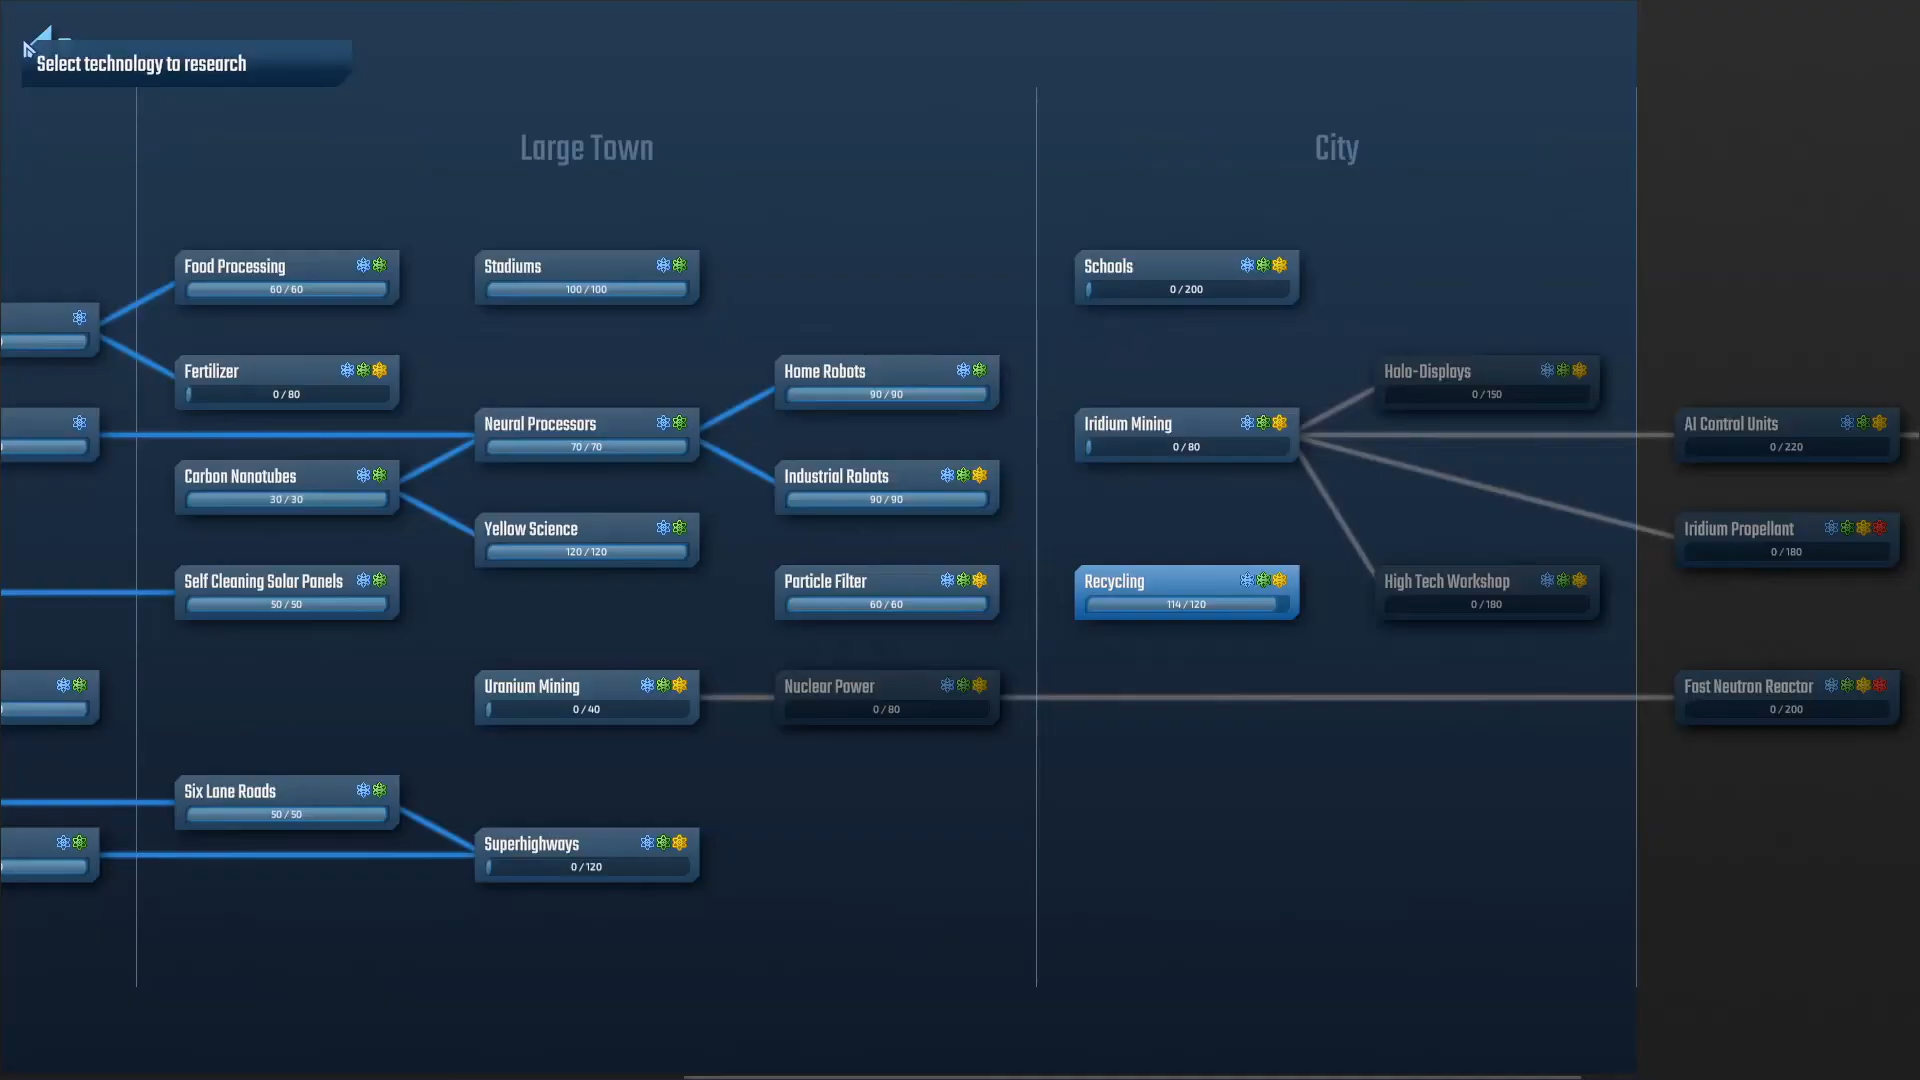 Select technology to research
Large Town
City
Food Processing
60 / 60
Stadiums
100 / 100
Schools
0 / 200
Fertilizer
0 / 80
Home Robots
90 / 90
Halo-Displays
0 / 150
Neural Processors
70 / 70
Iridium Mining
0 / 80
AI Control Units
0 / 220
Carbon Nanotubes
30 / 30
Industrial Robots
90 / 90
Yellow Science
120 / 120
Iridium Propellant
0 / 180
Self Cleaning Solar Panels
50 / 50
Particle Filter
60 / 60
Recycling
114 / 120
High Tech Workshop
0 / 180
Uranium Mining
0 / 40
Nuclear Power
0 / 80
Fast Neutron Reactor
0 / 200
Six Lane Roads
50 / 50
Superhighways
0 / 120